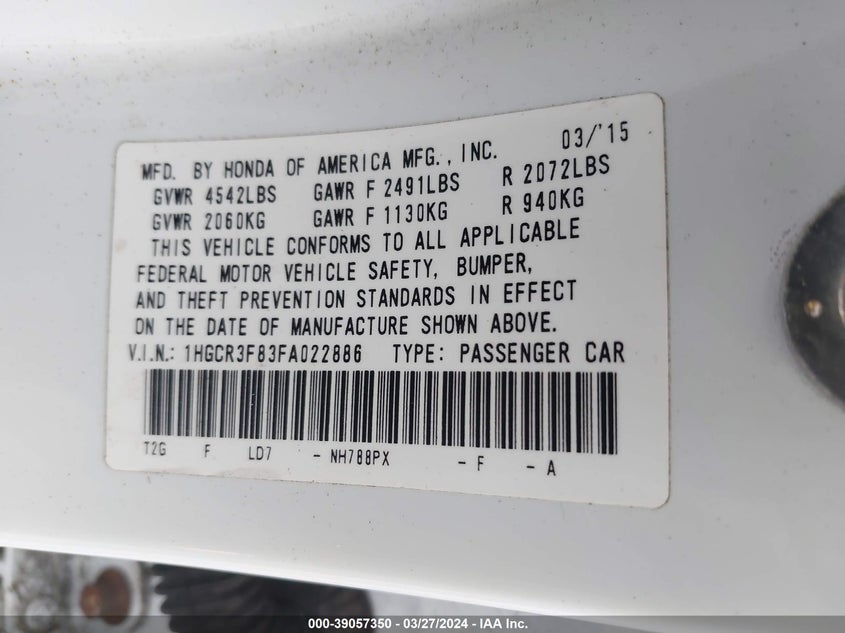 MFD. BY HONDA OF AMERICA MFG., INC. 03/'15
GVWR 4542LBS GAWR F 2491LBS R 2072LBS
GVWR 2060KG GAWR F 1130KG R 940KG
THIS VEHICLE CONFORMS TO ALL APPLICABLE
FEDERAL MOTOR VEHICLE SAFETY, BUMPER,
AND THEFT PREVENTION STANDARDS IN EFFECT
ON THE DATE OF MANUFACTURE SHOWN ABOVE.
V.I.N.: 1HGCR3F83FA022886 TYPE: PASSENGER CAR
T2G F LD7 - NH788PX - F - A
000-39057350 - 03/27/2024 - IAA Inc.